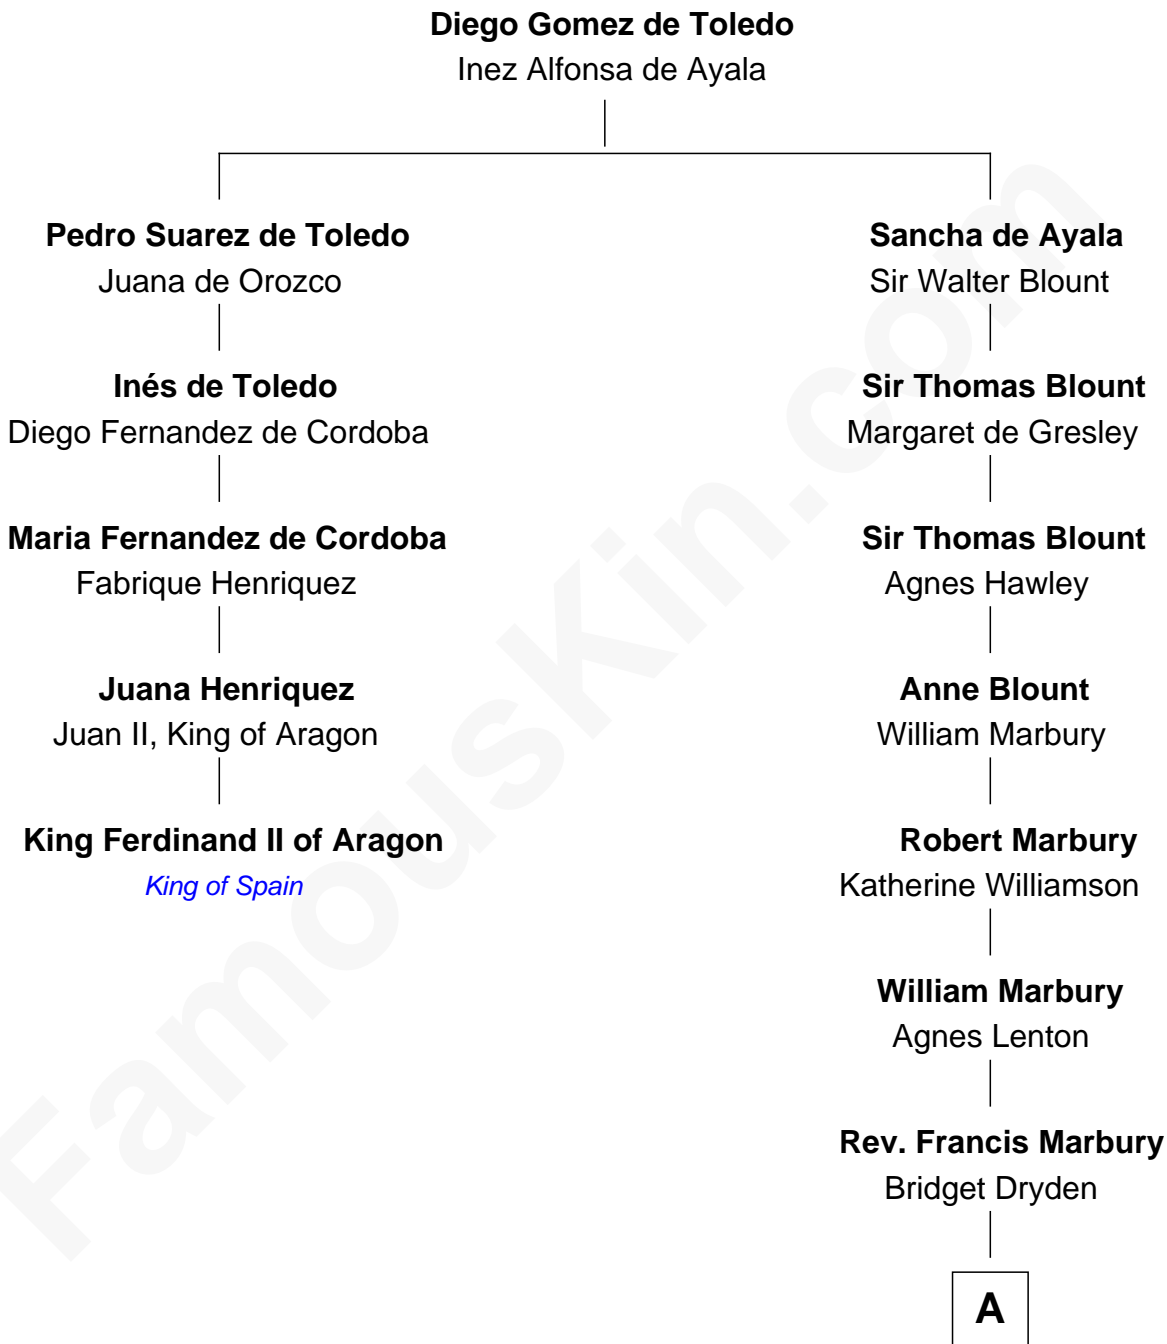 Diego Gomez de Toledo
Inez Alfonsa de Ayala
Pedro Suarez de Toledo
Juana de Orozco
Inés de Toledo
Diego Fernandez de Cordoba
Maria Fernandez de Cordoba
Fabrique Henriquez
Juana Henriquez
Juan II, King of Aragon
King Ferdinand II of Aragon
King of Spain
Sancha de Ayala
Sir Walter Blount
Sir Thomas Blount
Margaret de Gresley
Sir Thomas Blount
Agnes Hawley
Anne Blount
William Marbury
Robert Marbury
Katherine Williamson
William Marbury
Agnes Lenton
Rev. Francis Marbury
Bridget Dryden
A
FamousKin.com